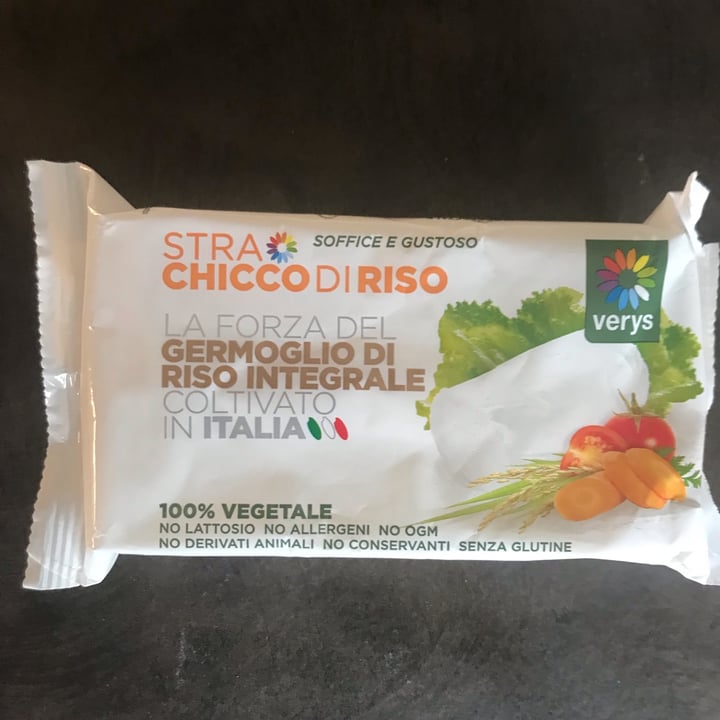 STRA
CHICCO DI RISO
SOFFICE E GUSTOSO
verys
LA FORZA DEL
GERMOGLIO DI
RISO INTEGRALE
COLTIVATO
IN ITALIA
100% VEGETALE
NO LATTOSIO NO ALLERGENI NO OGM
NO DERIVATI ANIMALI NO CONSERVANTI SENZA GLUTINE